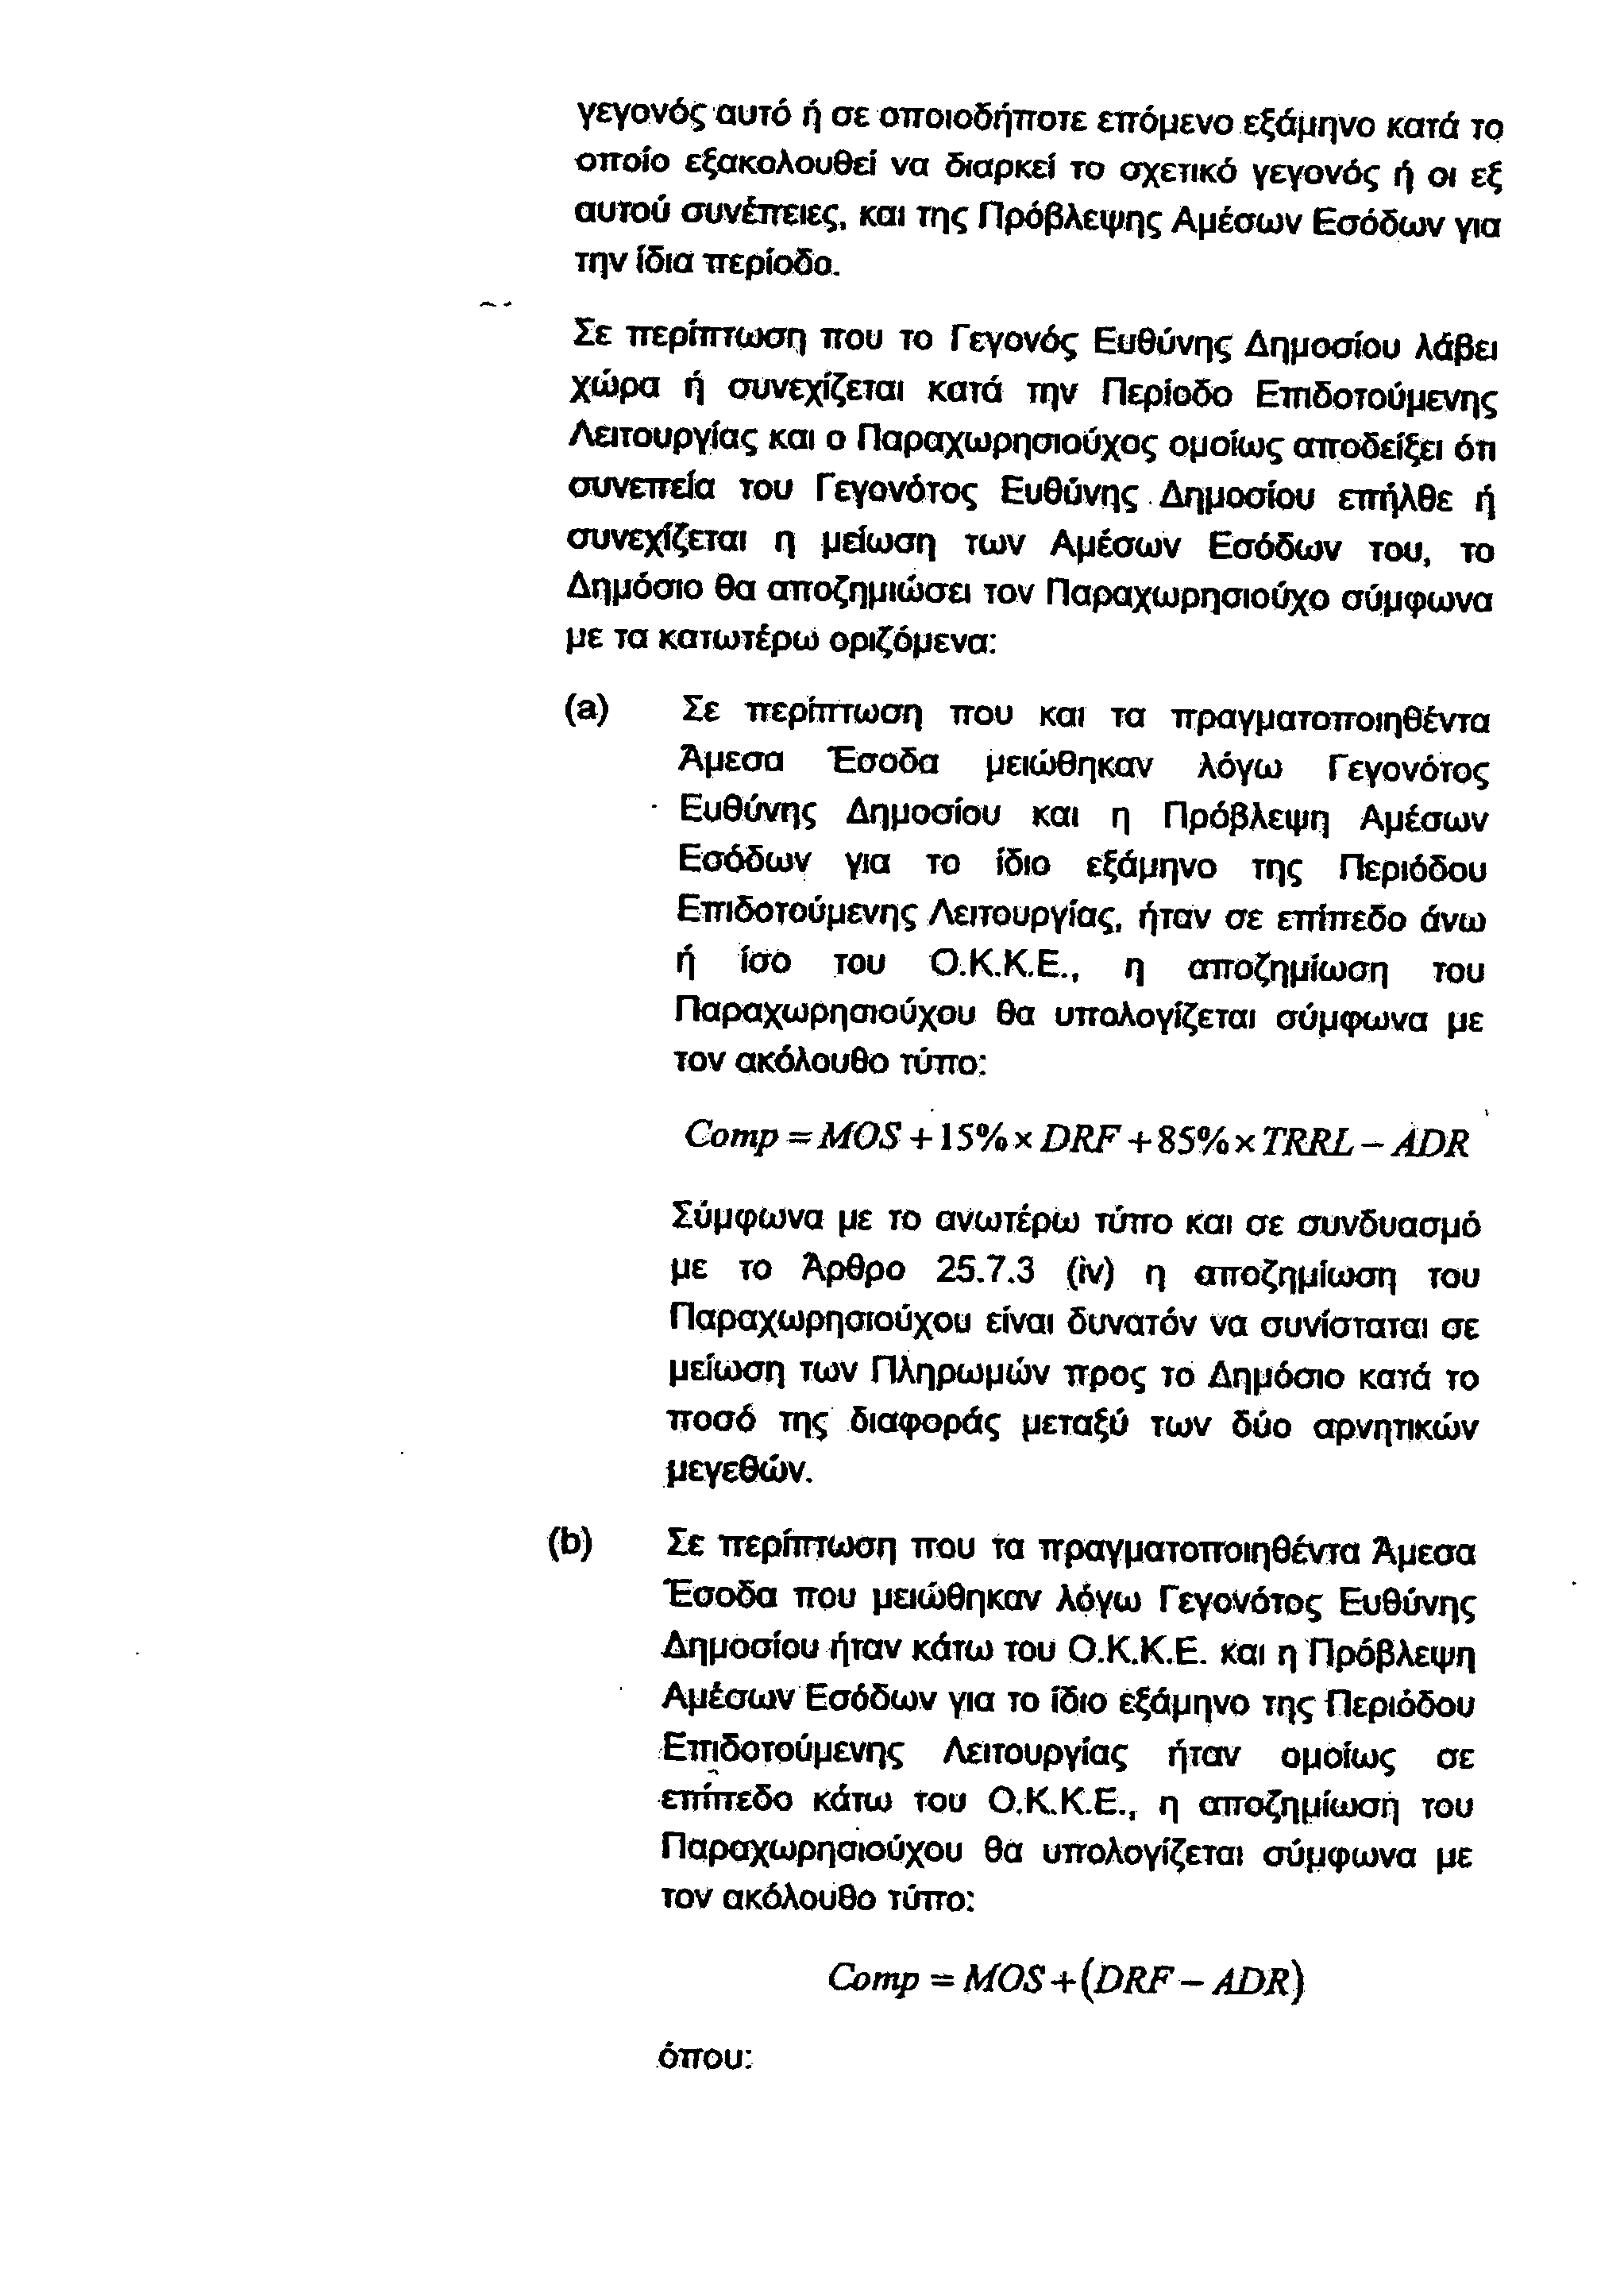 γεγονός αυτό ή σε οποιοδήποτε επόμενο εξάμηνο κατά το
οποίο εξακολουθεί να διαρκεί το σχετικό γεγονός ή οι εξ
αυτού συνέπειες, και της Πρόβλεψης Αμέσων Εσόδων για
την ίδια περίοδο.
Σε περίπτωση που το Γεγονός Ευθύνης Δημοσίου λάβει
χώρα ή συνεχίζεται κατά την Περίοδο Επιδοτούμενης
Λειτουργίας και ο Παραχωρησιούχος ομοίως αποδείξει ότι
συνεπεία του Γεγονότος Ευθύνης Δημοσίου επήλθε ή
συνεχίζεται η μείωση των Αμέσων Εσόδων του, το
Δημόσιο θα αποζημιώσει τον Παραχωρησιούχο σύμφωνα
με τα κατωτέρω οριζόμενα:
(a) Σε περίπτωση που και τα πραγματοποιηθέντα
Άμεσα Έσοδα μειώθηκαν λόγω Γεγονότος
Ευθύνης Δημοσίου και η Πρόβλεψη Αμέσων
Εσόδων για το ίδιο εξάμηνο της Περιόδου
Επιδοτούμενης Λειτουργίας, ήταν σε επίπεδο άνω
ή ίσο του Ο.Κ.Κ.Ε., η αποζημίωση του
Παραχωρησιούχου θα υπολογίζεται σύμφωνα με
τον ακόλουθο τύπο:
Comp = MOS + 15% × DRF + 85% × TRRL – ADR
Σύμφωνα με το ανωτέρω τύπο και σε συνδυασμό
με το Άρθρο 25.7.3 (iv) η αποζημίωση του
Παραχωρησιούχου είναι δυνατόν να συνίσταται σε
μείωση των Πληρωμών προς το Δημόσιο κατά το
ποσό της διαφοράς μεταξύ των δύο αρνητικών
μεγεθών.
(b) Σε περίπτωση που τα πραγματοποιηθέντα Άμεσα
Έσοδα που μειώθηκαν λόγω Γεγονότος Ευθύνης
Δημοσίου ήταν κάτω του Ο.Κ.Κ.Ε. και η Πρόβλεψη
Αμέσων Εσόδων για το ίδιο εξάμηνο της Περιόδου
Επιδοτούμενης Λειτουργίας ήταν ομοίως σε
επίπεδο κάτω του Ο.Κ.Κ.Ε., η αποζημίωση του
Παραχωρησιούχου θα υπολογίζεται σύμφωνα με
τον ακόλουθο τύπο:
Comp = MOS + (DRF – ADR)
όπου: